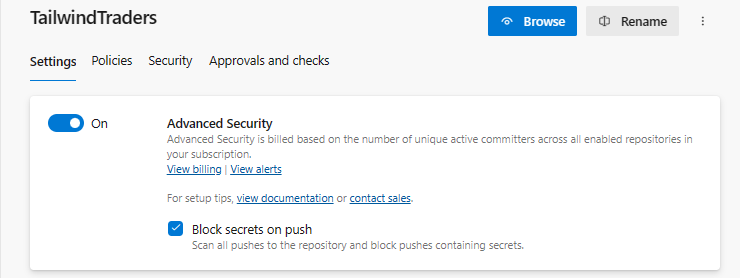 TailwindTraders
Browse
Rename
Settings Policies Security Approvals and checks
On
Advanced Security
Advanced Security is billed based on the number of unique active committers across all enabled repositories in
your subscription.
View billing | View alerts
For setup tips, view documentation or contact sales.
Block secrets on push
Scan all pushes to the repository and block pushes containing secrets.